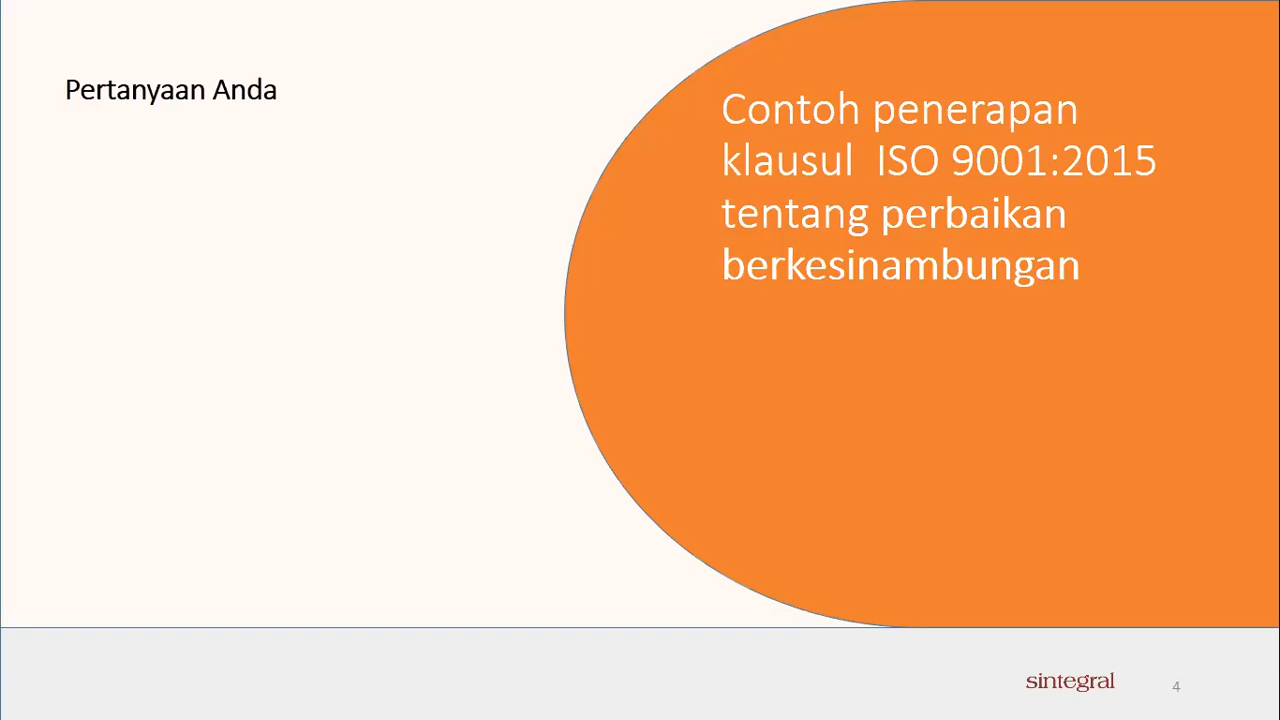 Pertanyaan Anda
Contoh penerapan
klausul ISO 9001:2015
tentang perbaikan
berkesinambungan
sintegral
4